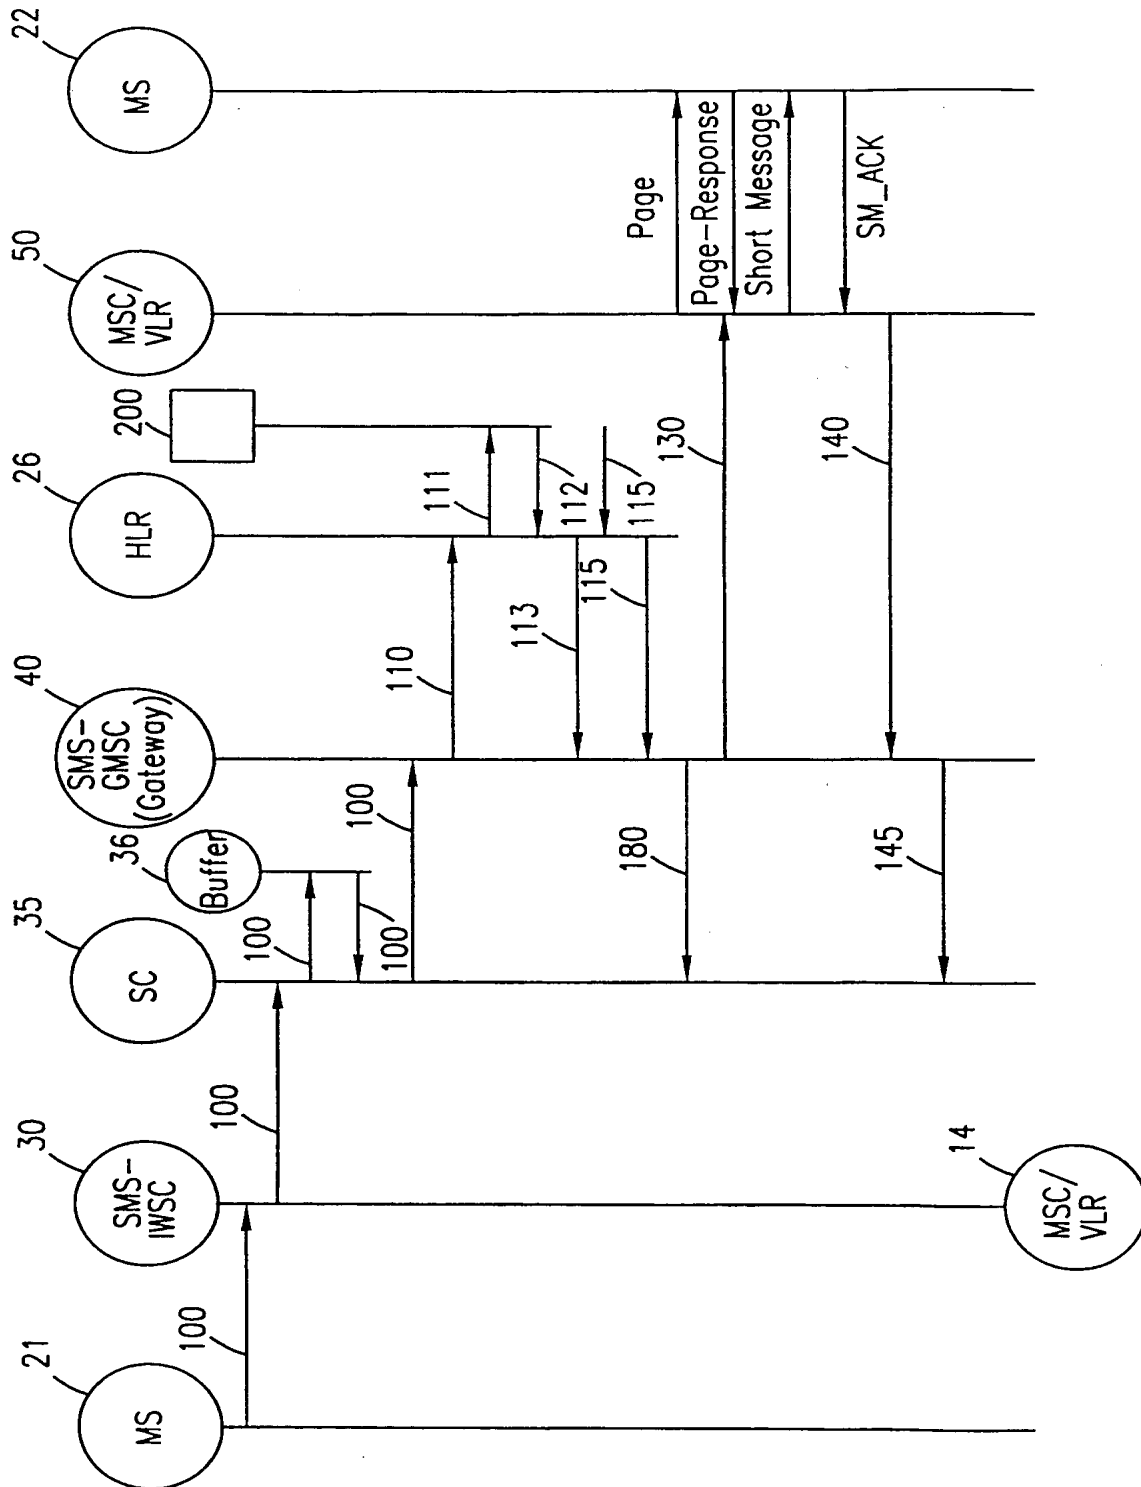 21
MS
30
SMS-
IWSC
35
SC
36
Buffer
40
SMS-
GMSC
(Gateway)
26
HLR
200
50
MSC/
VLR
22
MS
100
100
100
100
100
110
111
112
113
115
115
180
130
Page
Page-Response
Short Message
SM_ACK
140
145
14
MSC/
VLR